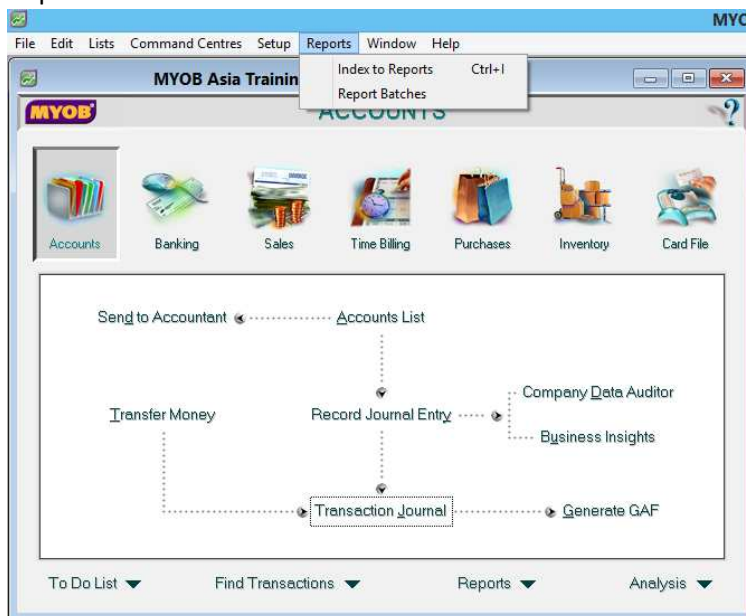 MYO
File Edit Lists Command Centres Setup Reports Window Help
Index to Reports Ctrl+I
Report Batches
MYOB Asia Trainin
MYOB
ACCOUNTS
?
Accounts Banking Sales Time Billing Purchases Inventory Card File
Send to Accountant Accounts List
Company Data Auditor
Transfer Money Record Journal Entry
Business Insights
Transaction Journal Generate GAF
To Do List Find Transactions Reports Analysis